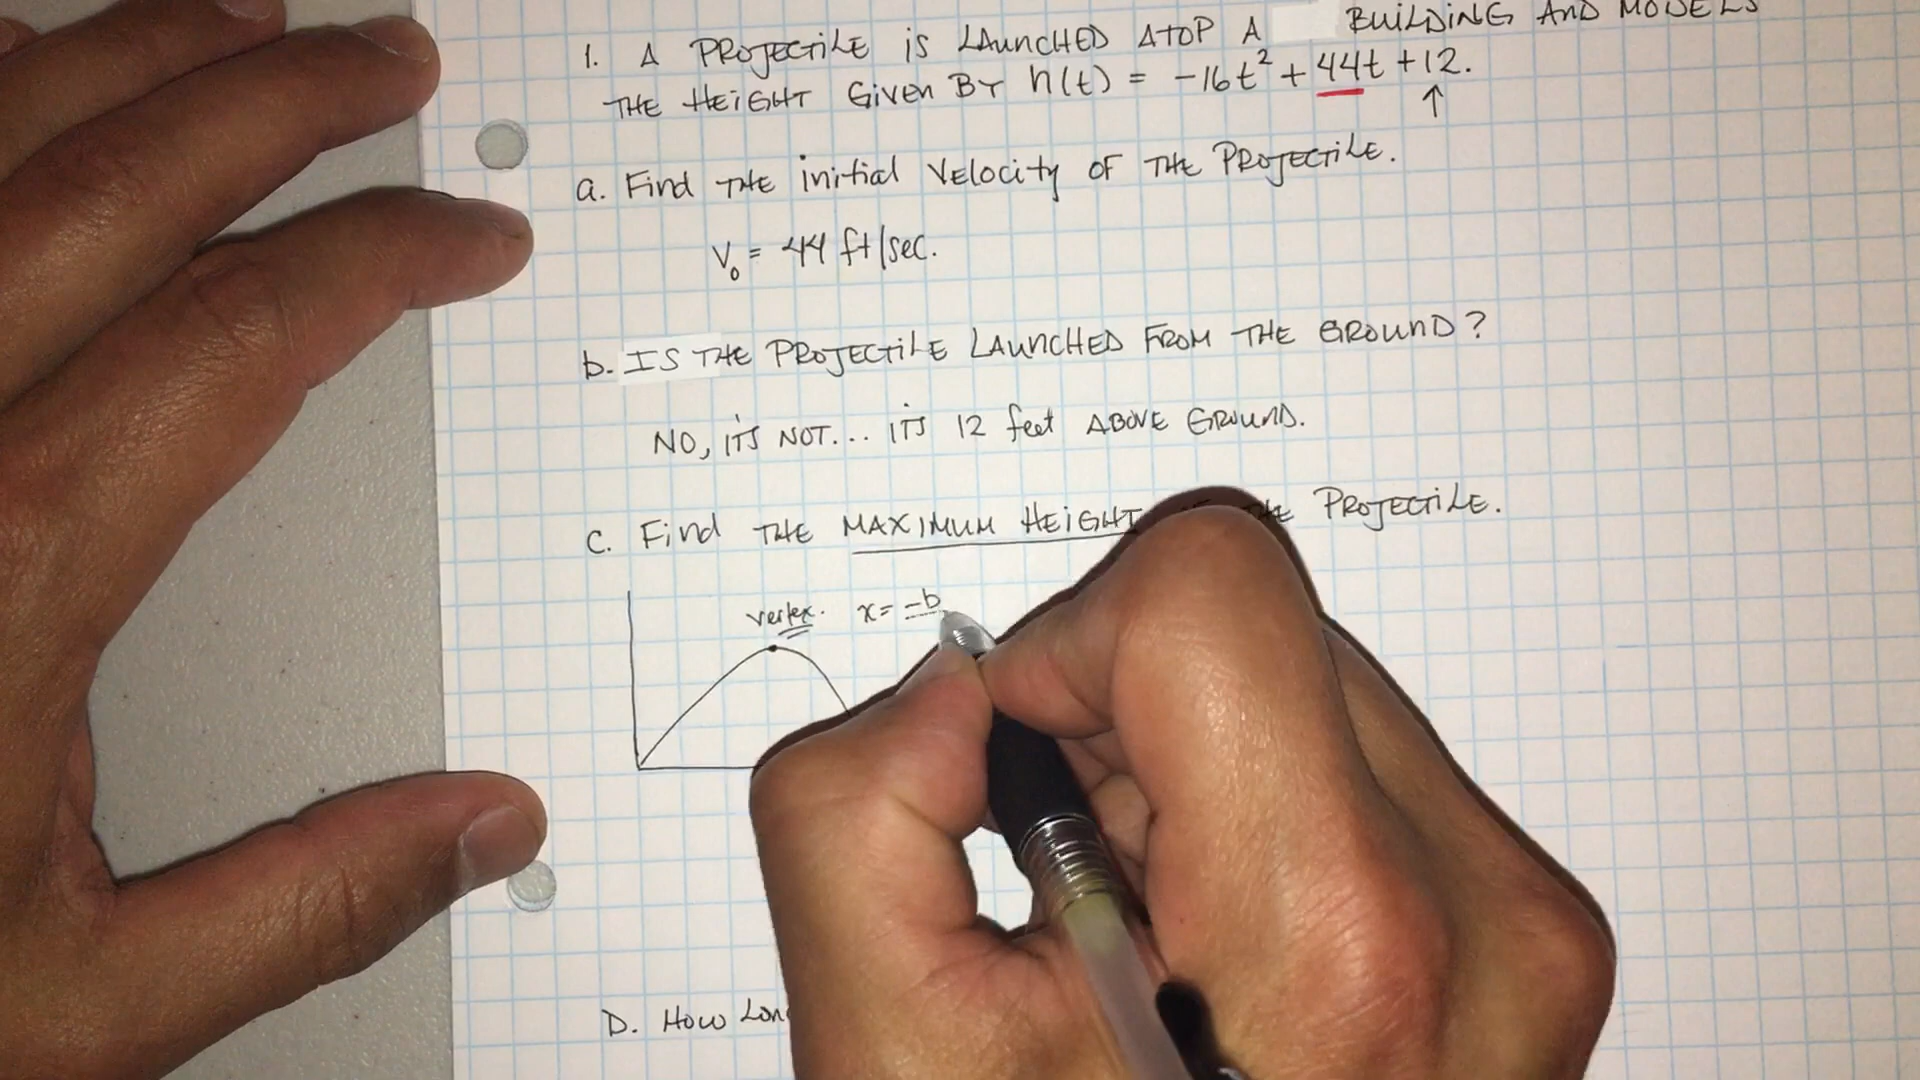 1. A PROJECTILE is LAUNCHED ATOP A BUILDING AND MODELS
THE HEIGHT GIVEN BY h(t) = -16t² + 44t + 12.
↑
a. Find THE initial VELOCITY OF THE PROJECTILE.
V₀ = 44 ft/sec.
b. IS THE PROJECTILE LAUNCHED FROM THE GROUND?
NO, IT'S NOT... IT'S 12 feet ABOVE GROUND.
C. Find THE MAXIMUM HEIGHT THE PROJECTILE.
vertex. x = -b
D. HOW